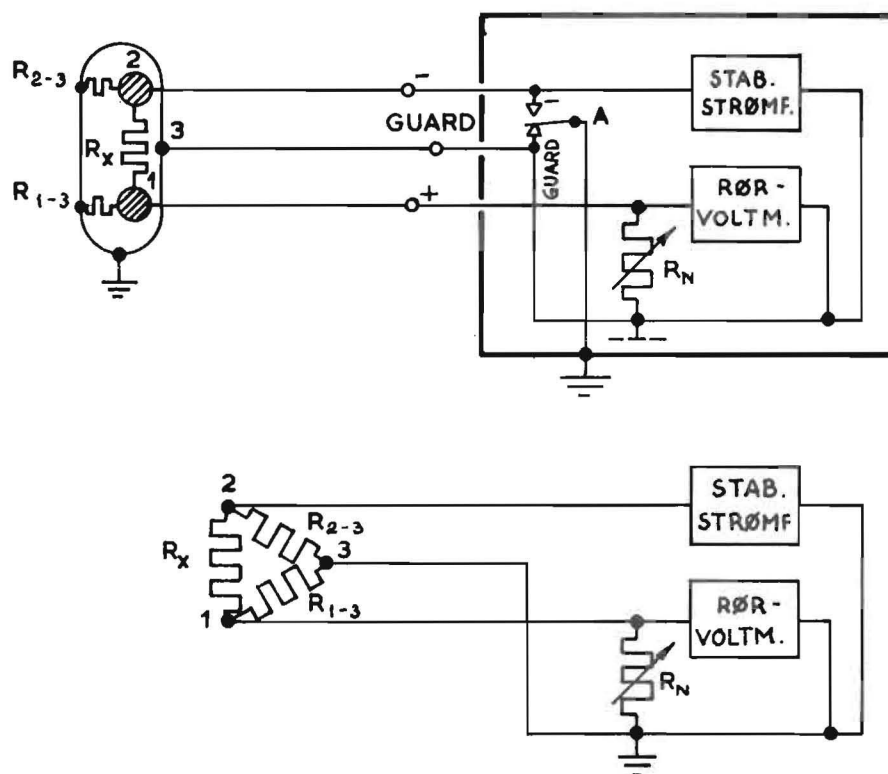 2
-
R2-3
STAB.
STRØMF.
3
-
A
GUARD
RX
GUARD
1
R1-3
+
RØR-
VOLTM.
RN
2
STAB.
STRØMF
R2-3
RX
3
R1-3
1
RØR-
VOLTM.
RN